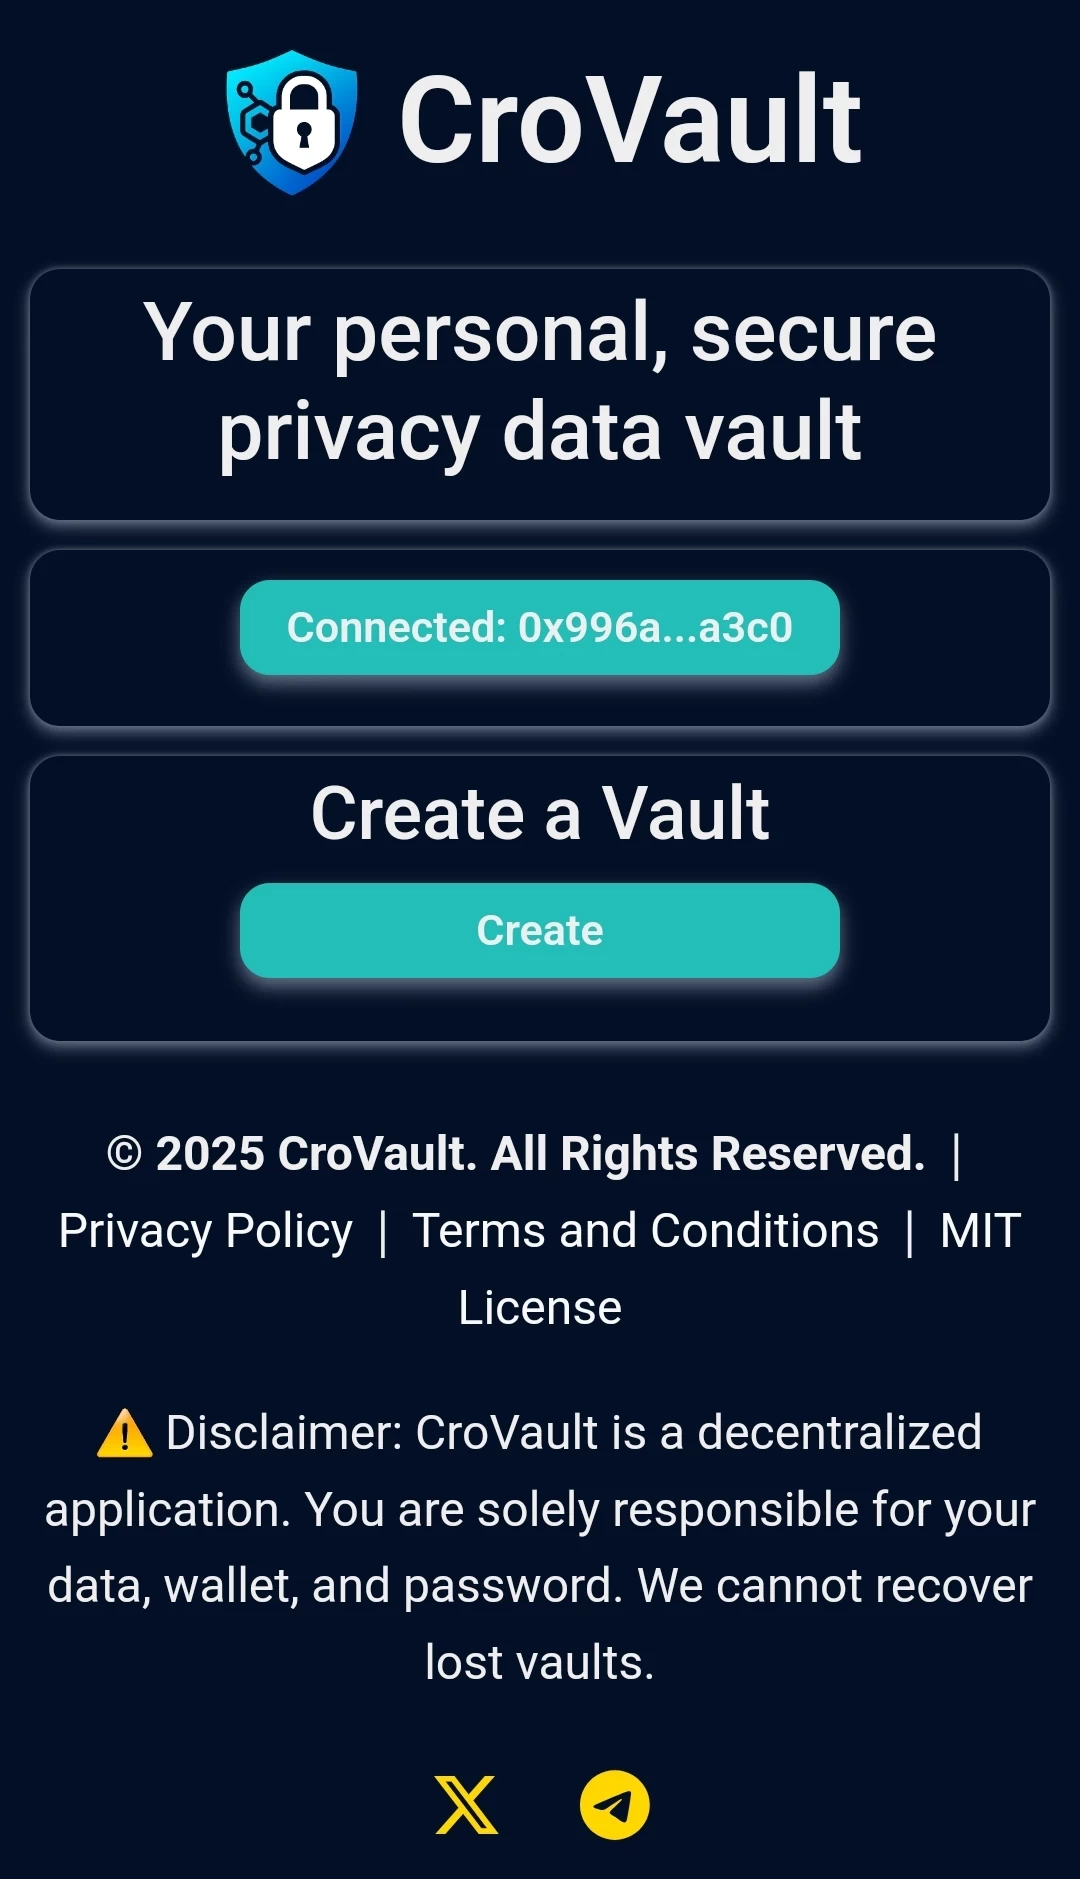 CroVault
Your personal, secure
privacy data vault
Connected: 0x996a...a3c0
Create a Vault
Create
© 2025 CroVault. All Rights Reserved. |
Privacy Policy | Terms and Conditions | MIT
License
⚠️ Disclaimer: CroVault is a decentralized
application. You are solely responsible for your
data, wallet, and password. We cannot recover
lost vaults.